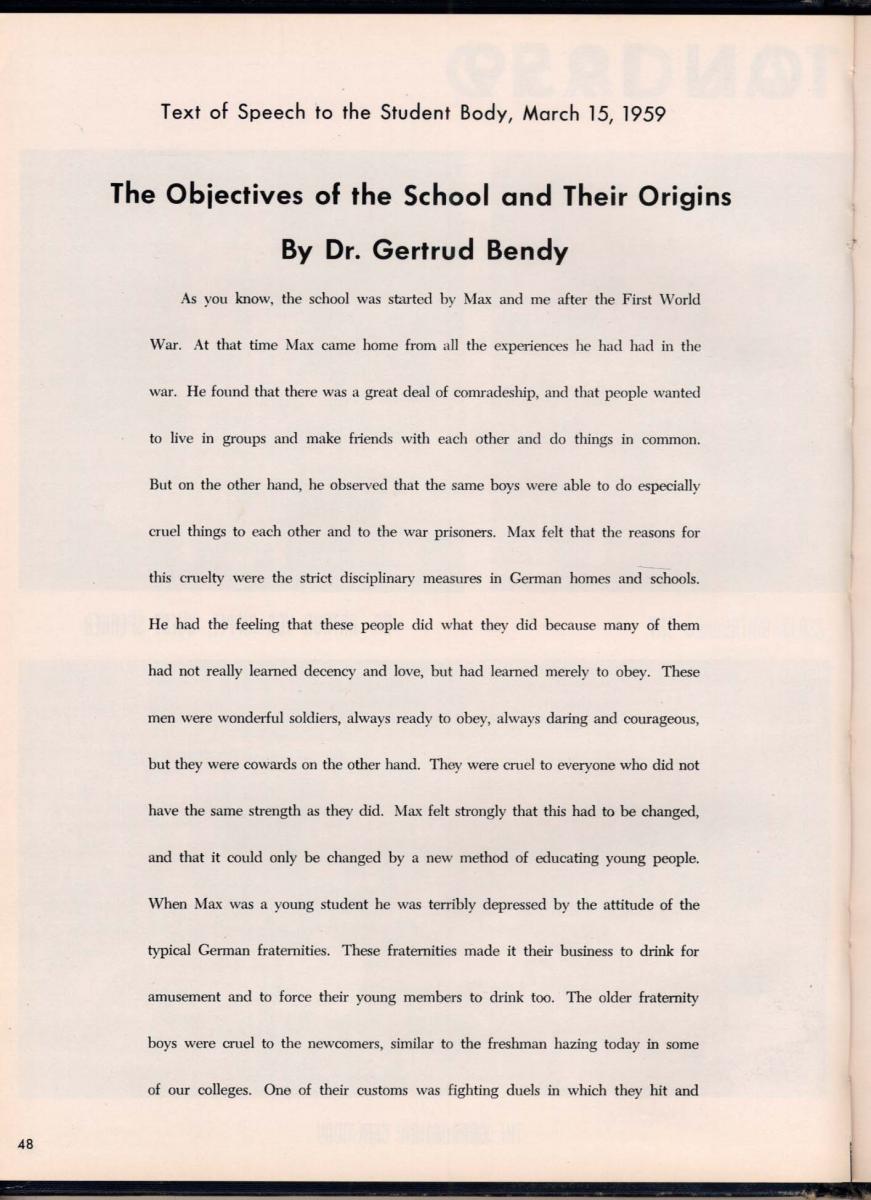 Text of Speech to the Student Body, March 15, 1959
The Objectives of the School and Their Origins
By Dr. Gertrud Bendy
As you know, the school was started by Max and me after the First World
War. At that time Max came home from all the experiences he had had in the
war. He found that there was a great deal of comradeship, and that people wanted
to live in groups and make friends with each other and do things in common.
But on the other hand, he observed that the same boys were able to do especially
cruel things to each other and to the war prisoners. Max felt that the reasons for
this cruelty were the strict disciplinary measures in German homes and schools.
He had the feeling that these people did what they did because many of them
had not really learned decency and love, but had learned merely to obey. These
men were wonderful soldiers, always ready to obey, always daring and courageous,
but they were cowards on the other hand. They were cruel to everyone who did not
have the same strength as they did. Max felt strongly that this had to be changed,
and that it could only be changed by a new method of educating young people.
When Max was a young student he was terribly depressed by the attitude of the
typical German fraternities. These fraternities made it their business to drink for
amusement and to force their young members to drink too. The older fraternity
boys were cruel to the newcomers, similar to the freshman hazing today in some
of our colleges. One of their customs was fighting duels in which they hit and
48